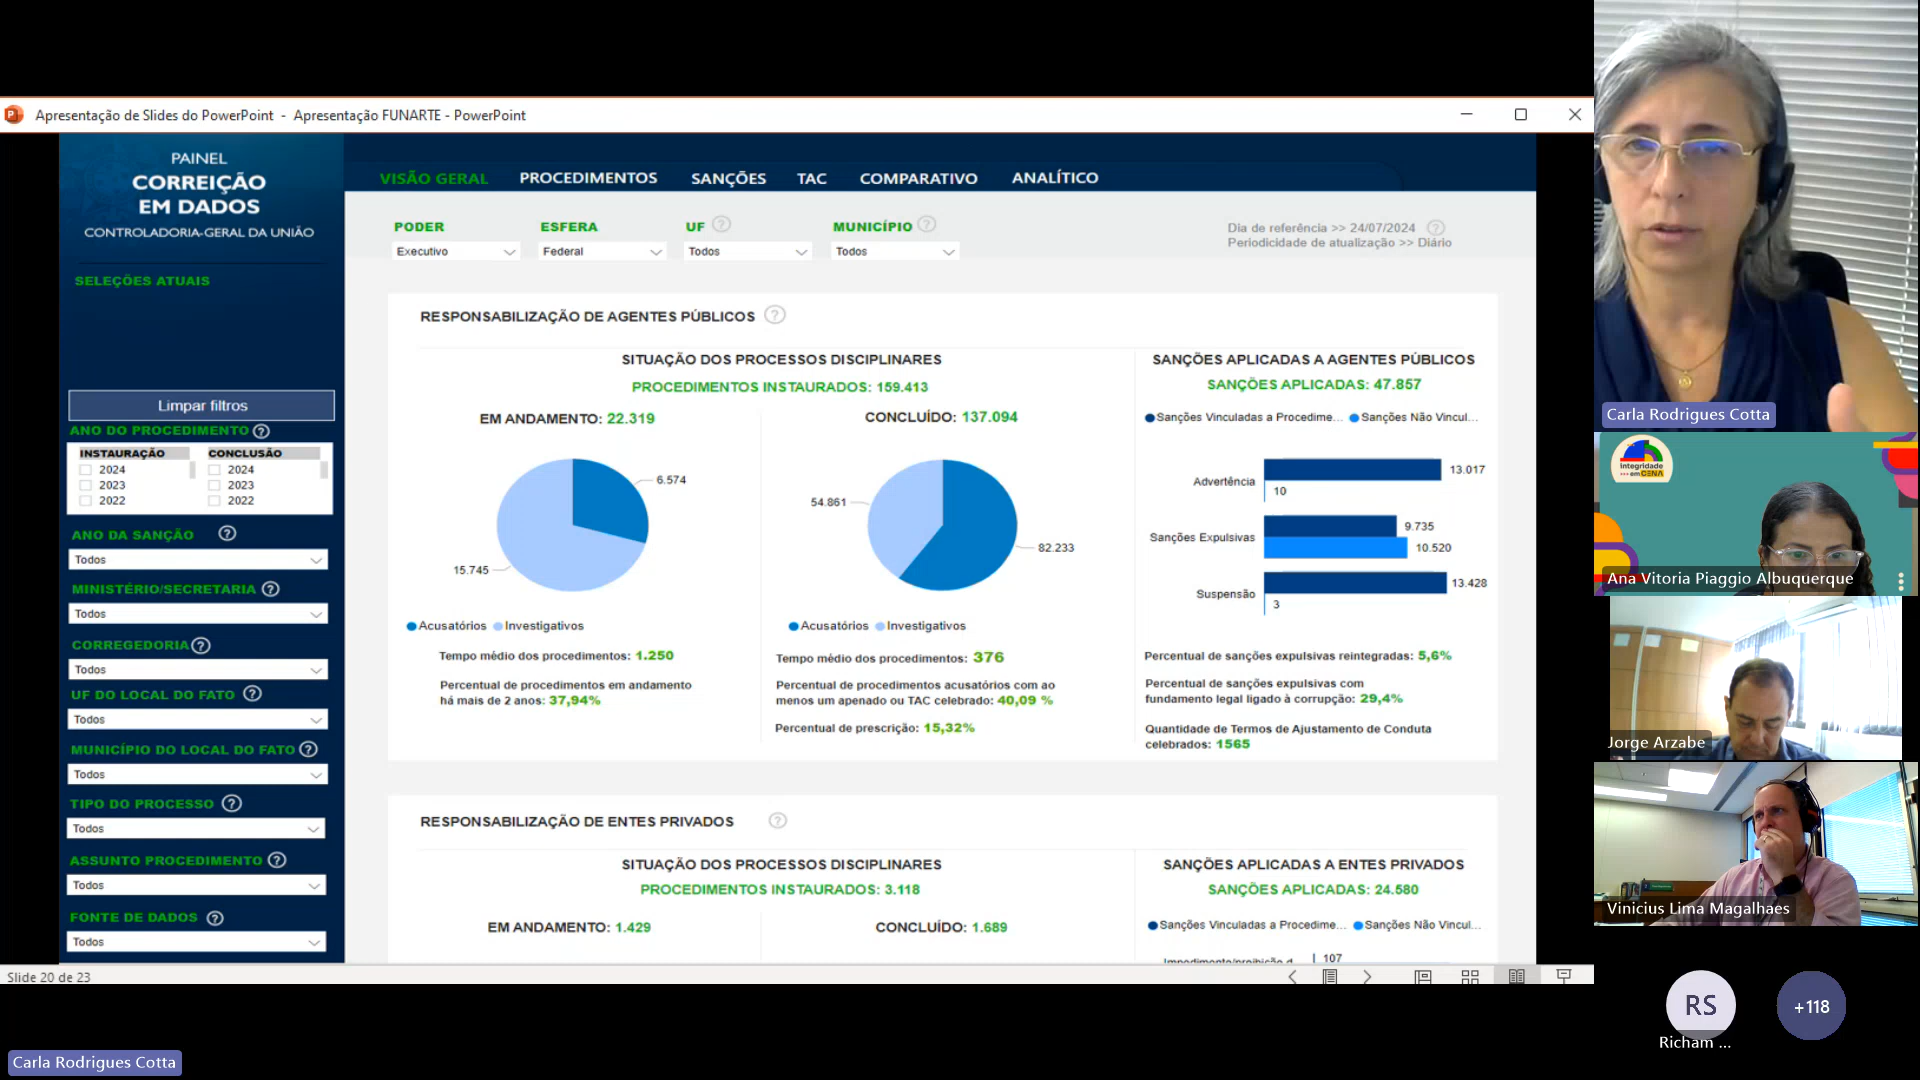 Apresentação de Slides do PowerPoint - Apresentação FUNARTE - PowerPoint
PAINEL
CORREIÇÃO
EM DADOS
CONTROLADORIA-GERAL DA UNIÃO
SELEÇÕES ATUAIS
Limpar filtros
ANO DO PROCEDIMENTO ?
INSTAURAÇÃO CONCLUSÃO
2024 2024
2023 2023
2022 2022
ANO DA SANÇÃO ?
Todos
MINISTÉRIO/SECRETARIA ?
Todos
CORREGEDORIA ?
Todos
UF DO LOCAL DO FATO ?
Todos
MUNICÍPIO DO LOCAL DO FATO ?
Todos
TIPO DO PROCESSO ?
Todos
ASSUNTO PROCEDIMENTO ?
Todos
FONTE DE DADOS ?
Todos
VISÃO GERAL PROCEDIMENTOS SANÇÕES TAC COMPARATIVO ANALÍTICO
PODER ESFERA UF ? MUNICÍPIO ?
Executivo Federal Todos Todos
Dia de referência >> 24/07/2024 ?
Periodicidade de atualização >> Diário
RESPONSABILIZAÇÃO DE AGENTES PÚBLICOS ?
SITUAÇÃO DOS PROCESSOS DISCIPLINARES
PROCEDIMENTOS INSTAURADOS: 159.413
EM ANDAMENTO: 22.319
6.574
15.745
Acusatórios Investigativos
Tempo médio dos procedimentos: 1.250
Percentual de procedimentos em andamento
há mais de 2 anos: 37,94%
CONCLUÍDO: 137.094
54.861
82.233
Acusatórios Investigativos
Tempo médio dos procedimentos: 376
Percentual de procedimentos acusatórios com ao
menos um apenado ou TAC celebrado: 40,09 %
Percentual de prescrição: 15,32%
SANÇÕES APLICADAS A AGENTES PÚBLICOS
SANÇÕES APLICADAS: 47.857
Sanções Vinculadas a Procedime... Sanções Não Vincul...
Advertência 13.017
10
Sanções Expulsivas 9.735
10.520
Suspensão 13.428
3
Percentual de sanções expulsivas reintegradas: 5,6%
Percentual de sanções expulsivas com
fundamento legal ligado à corrupção: 29,4%
Quantidade de Termos de Ajustamento de Conduta
celebrados: 1565
RESPONSABILIZAÇÃO DE ENTES PRIVADOS ?
SITUAÇÃO DOS PROCESSOS DISCIPLINARES
PROCEDIMENTOS INSTAURADOS: 3.118
EM ANDAMENTO: 1.429 CONCLUÍDO: 1.689
SANÇÕES APLICADAS A ENTES PRIVADOS
SANÇÕES APLICADAS: 24.580
Sanções Vinculadas a Procedime... Sanções Não Vincul...
107
Slide 20 de 23
Carla Rodrigues Cotta
Carla Rodrigues Cotta
integridade
em CENA
Ana Vitoria Piaggio Albuquerque
Jorge Arzabe
Vinicius Lima Magalhaes
RS
Richam ...
+118